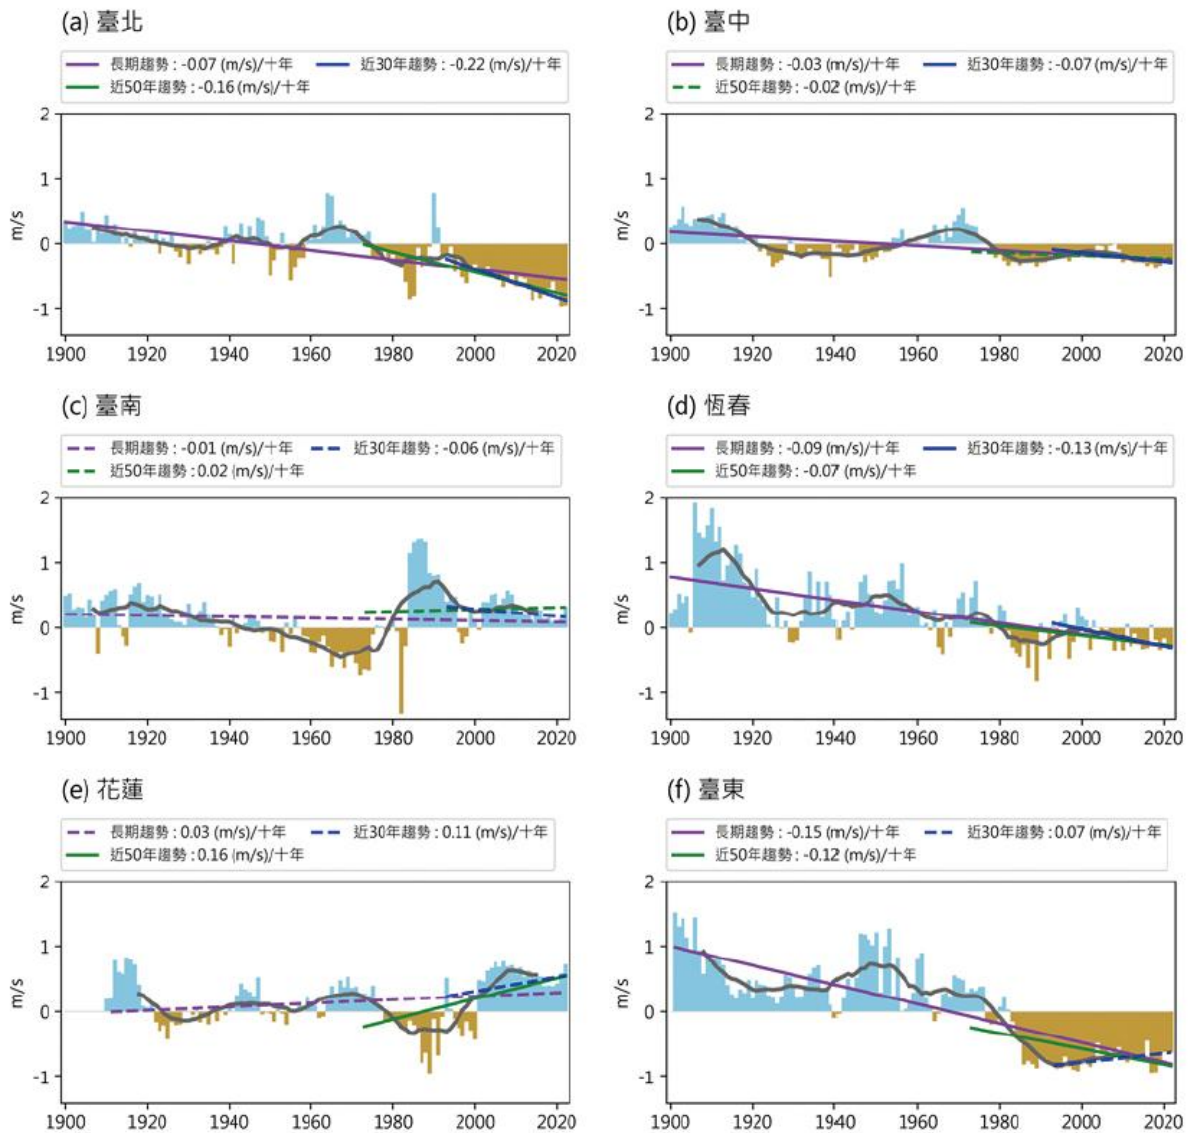 (a) 臺北
長期趨勢 : -0.07 (m/s)/十年 近30年趨勢 : -0.22 (m/s)/十年
近50年趨勢 : -0.16 (m/s)/十年
2
1
0
-1
m/s
1900 1920 1940 1960 1980 2000 2020
(b) 臺中
長期趨勢 : -0.03 (m/s)/十年 近30年趨勢 : -0.07 (m/s)/十年
近50年趨勢 : -0.02 (m/s)/十年
2
1
0
-1
m/s
1900 1920 1940 1960 1980 2000 2020
(c) 臺南
長期趨勢 : -0.01 (m/s)/十年 近30年趨勢 : -0.06 (m/s)/十年
近50年趨勢 : 0.02 (m/s)/十年
2
1
0
-1
m/s
1900 1920 1940 1960 1980 2000 2020
(d) 恆春
長期趨勢 : -0.09 (m/s)/十年 近30年趨勢 : -0.13 (m/s)/十年
近50年趨勢 : -0.07 (m/s)/十年
2
1
0
-1
m/s
1900 1920 1940 1960 1980 2000 2020
(e) 花蓮
長期趨勢 : 0.03 (m/s)/十年 近30年趨勢 : 0.11 (m/s)/十年
近50年趨勢 : 0.16 (m/s)/十年
2
1
0
-1
m/s
1900 1920 1940 1960 1980 2000 2020
(f) 臺東
長期趨勢 : -0.15 (m/s)/十年 近30年趨勢 : 0.07 (m/s)/十年
近50年趨勢 : -0.12 (m/s)/十年
2
1
0
-1
m/s
1900 1920 1940 1960 1980 2000 2020